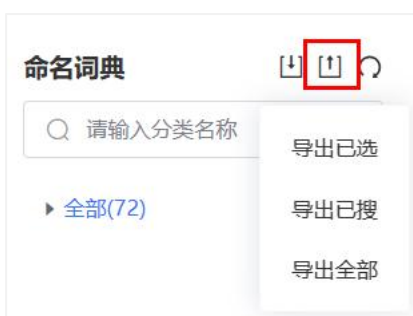 命名词典
请输入分类名称
全部(72)
导出已选
导出已搜
导出全部